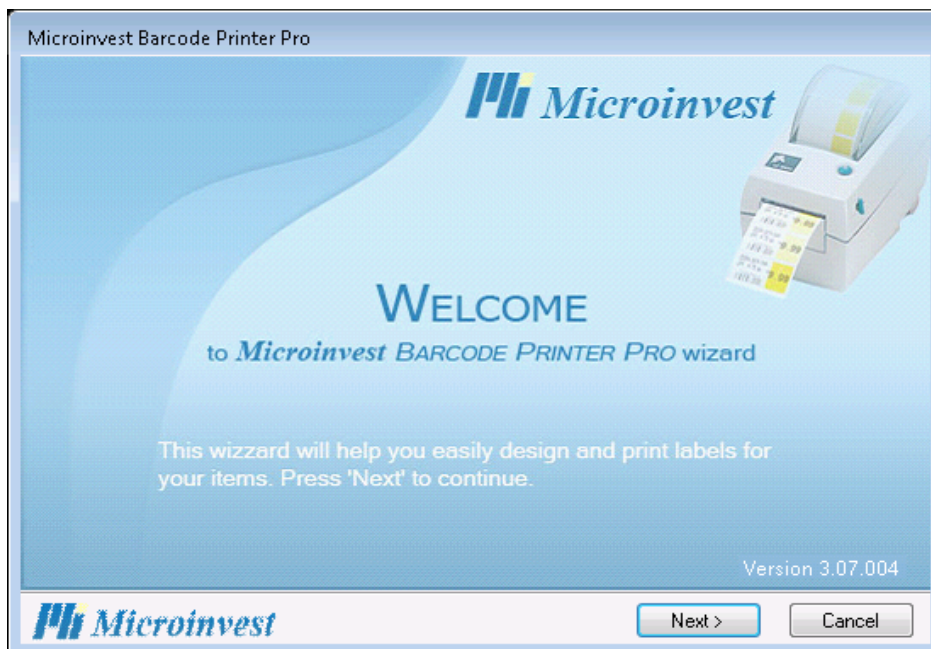 Microinvest Barcode Printer Pro
Microinvest
WELCOME
to Microinvest BARCODE PRINTER PRO wizard
This wizzard will help you easily design and print labels for
your items. Press 'Next' to continue.
Version 3.07.004
Microinvest
Next >
Cancel